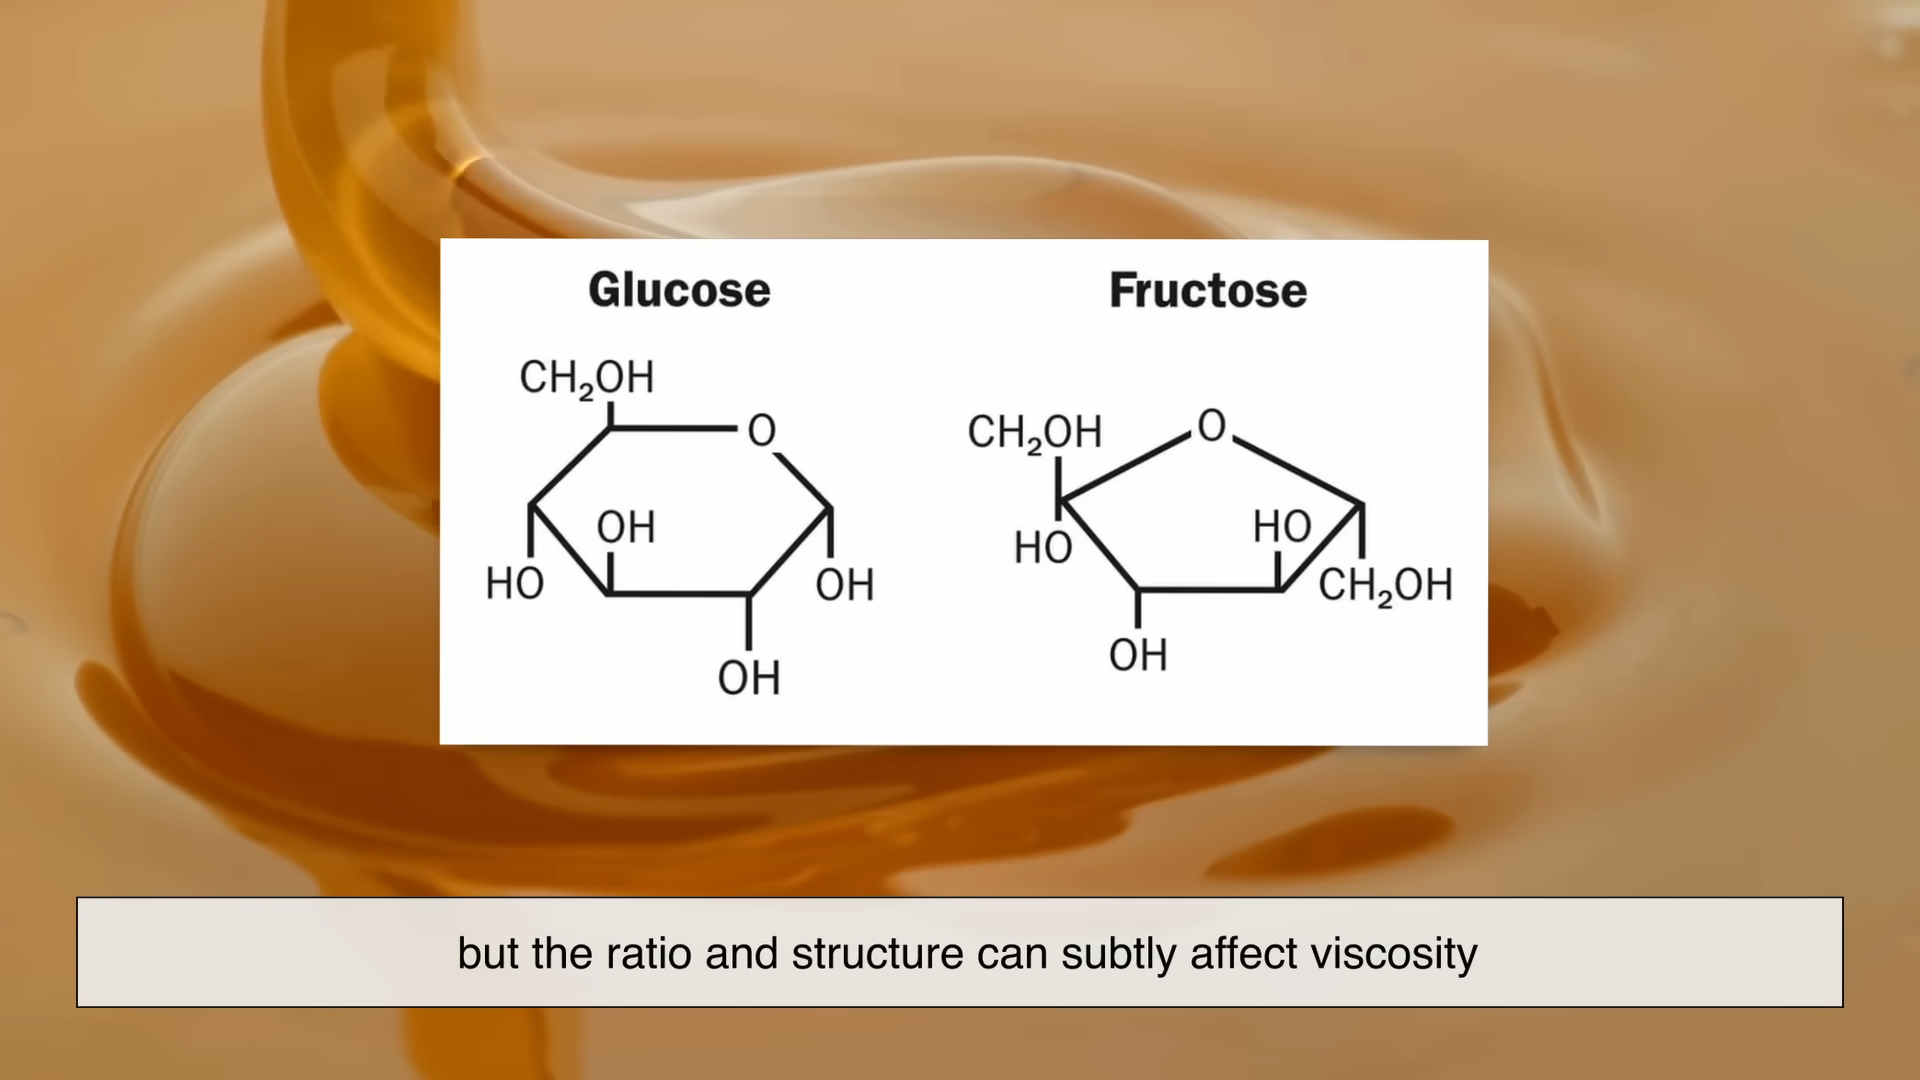 Glucose
CH₂OH
O
OH
HO
OH
OH
Fructose
CH₂OH
O
HO
HO
CH₂OH
OH
but the ratio and structure can subtly affect viscosity